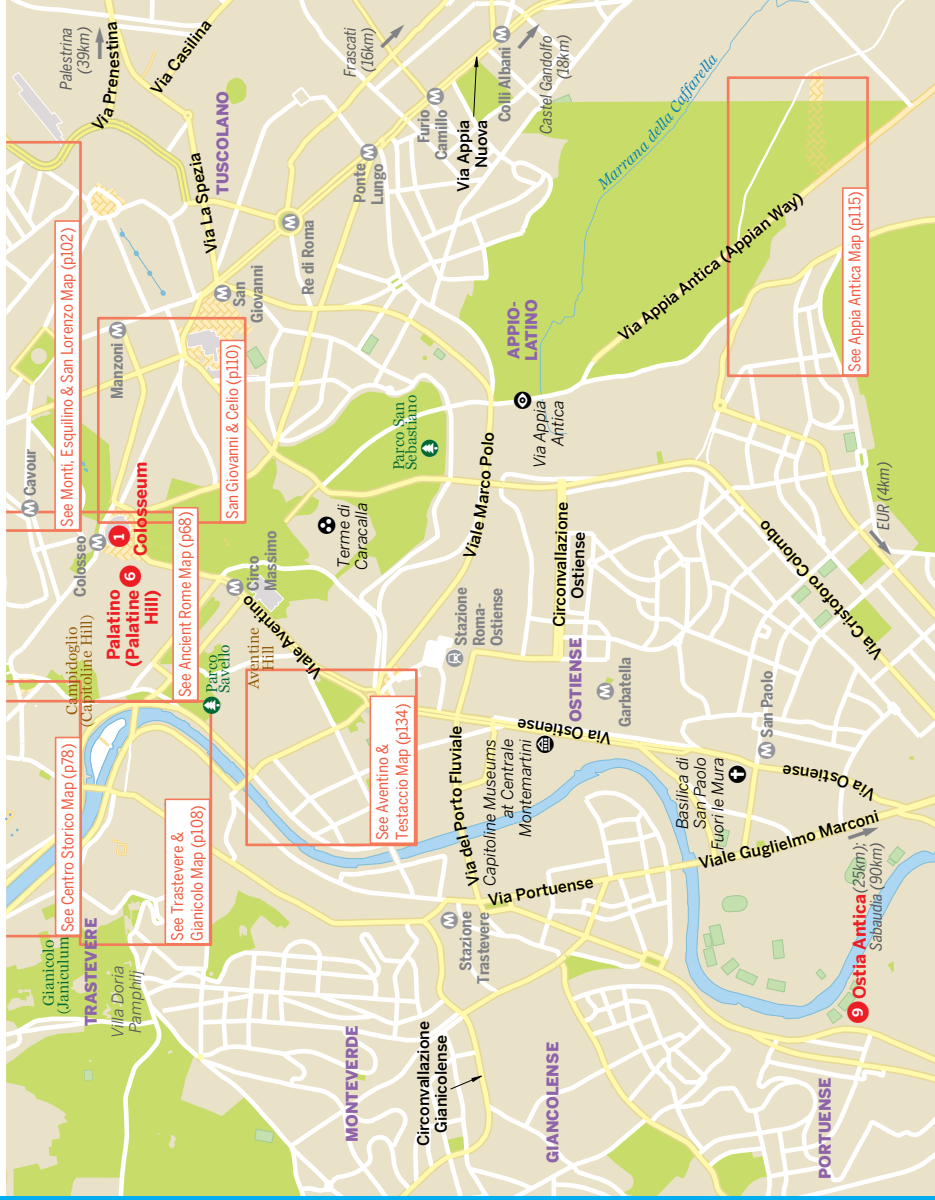 Palestrina
(39km)
Via Prenestina
Via Casilina
Frascati
(16km)
Colli Albani
M
Castel Gandolfo
(18km)
TUSCOLANO
Furio
Camillo
M
Via Appia
Nuova
Marrana della Caffarella
Ponte
Lungo
M
Via La Spezia
Re di Roma
M
San
Giovanni
M
See Monti, Esquilino & San Lorenzo Map (p102)
Manzoni
M
San Giovanni & Celio (p110)
APPIO-
LATINO
Via Appia Antica (Appian Way)
See Appia Antica Map (p115)
Via Appia
Antica
Parco San
Sebastiano
M Cavour
Colosseo
M
1
Colosseum
Palatino
(Palatine
Hill)
6
Terme di
Caracalla
Viale Marco Polo
Circo
Massimo
M
See Ancient Rome Map (p68)
Campidoglio
(Capitoline Hill)
Parco
Savello
Aventine
Hill
Viale Aventino
Stazione
Roma-
Ostiense
Circonvallazione
Ostiense
EUR (4km)
Via Cristoforo Colombo
OSTIENSE
Garbatella
M
San Paolo
M
See Centro Storico Map (p78)
See Trastevere &
Gianicolo Map (p108)
See Aventino &
Testaccio Map (p134)
Via del Porto Fluviale
Capitoline Museums
at Centrale
Montemartini
Via Ostiense
Basilica di
San Paolo
Fuori le Mura
Via Ostiense
Gianicolo
(Janiculum)
TRASTEVERE
Villa Doria
Pamphilj
Stazione
Trastevere
M
Via Portuense
Viale Guglielmo Marconi
9 Ostia Antica (25km);
Sabaudia (90km)
MONTEVERDE
Circonvallazione
Gianicolense
GIANCOLENSE
PORTUENSE